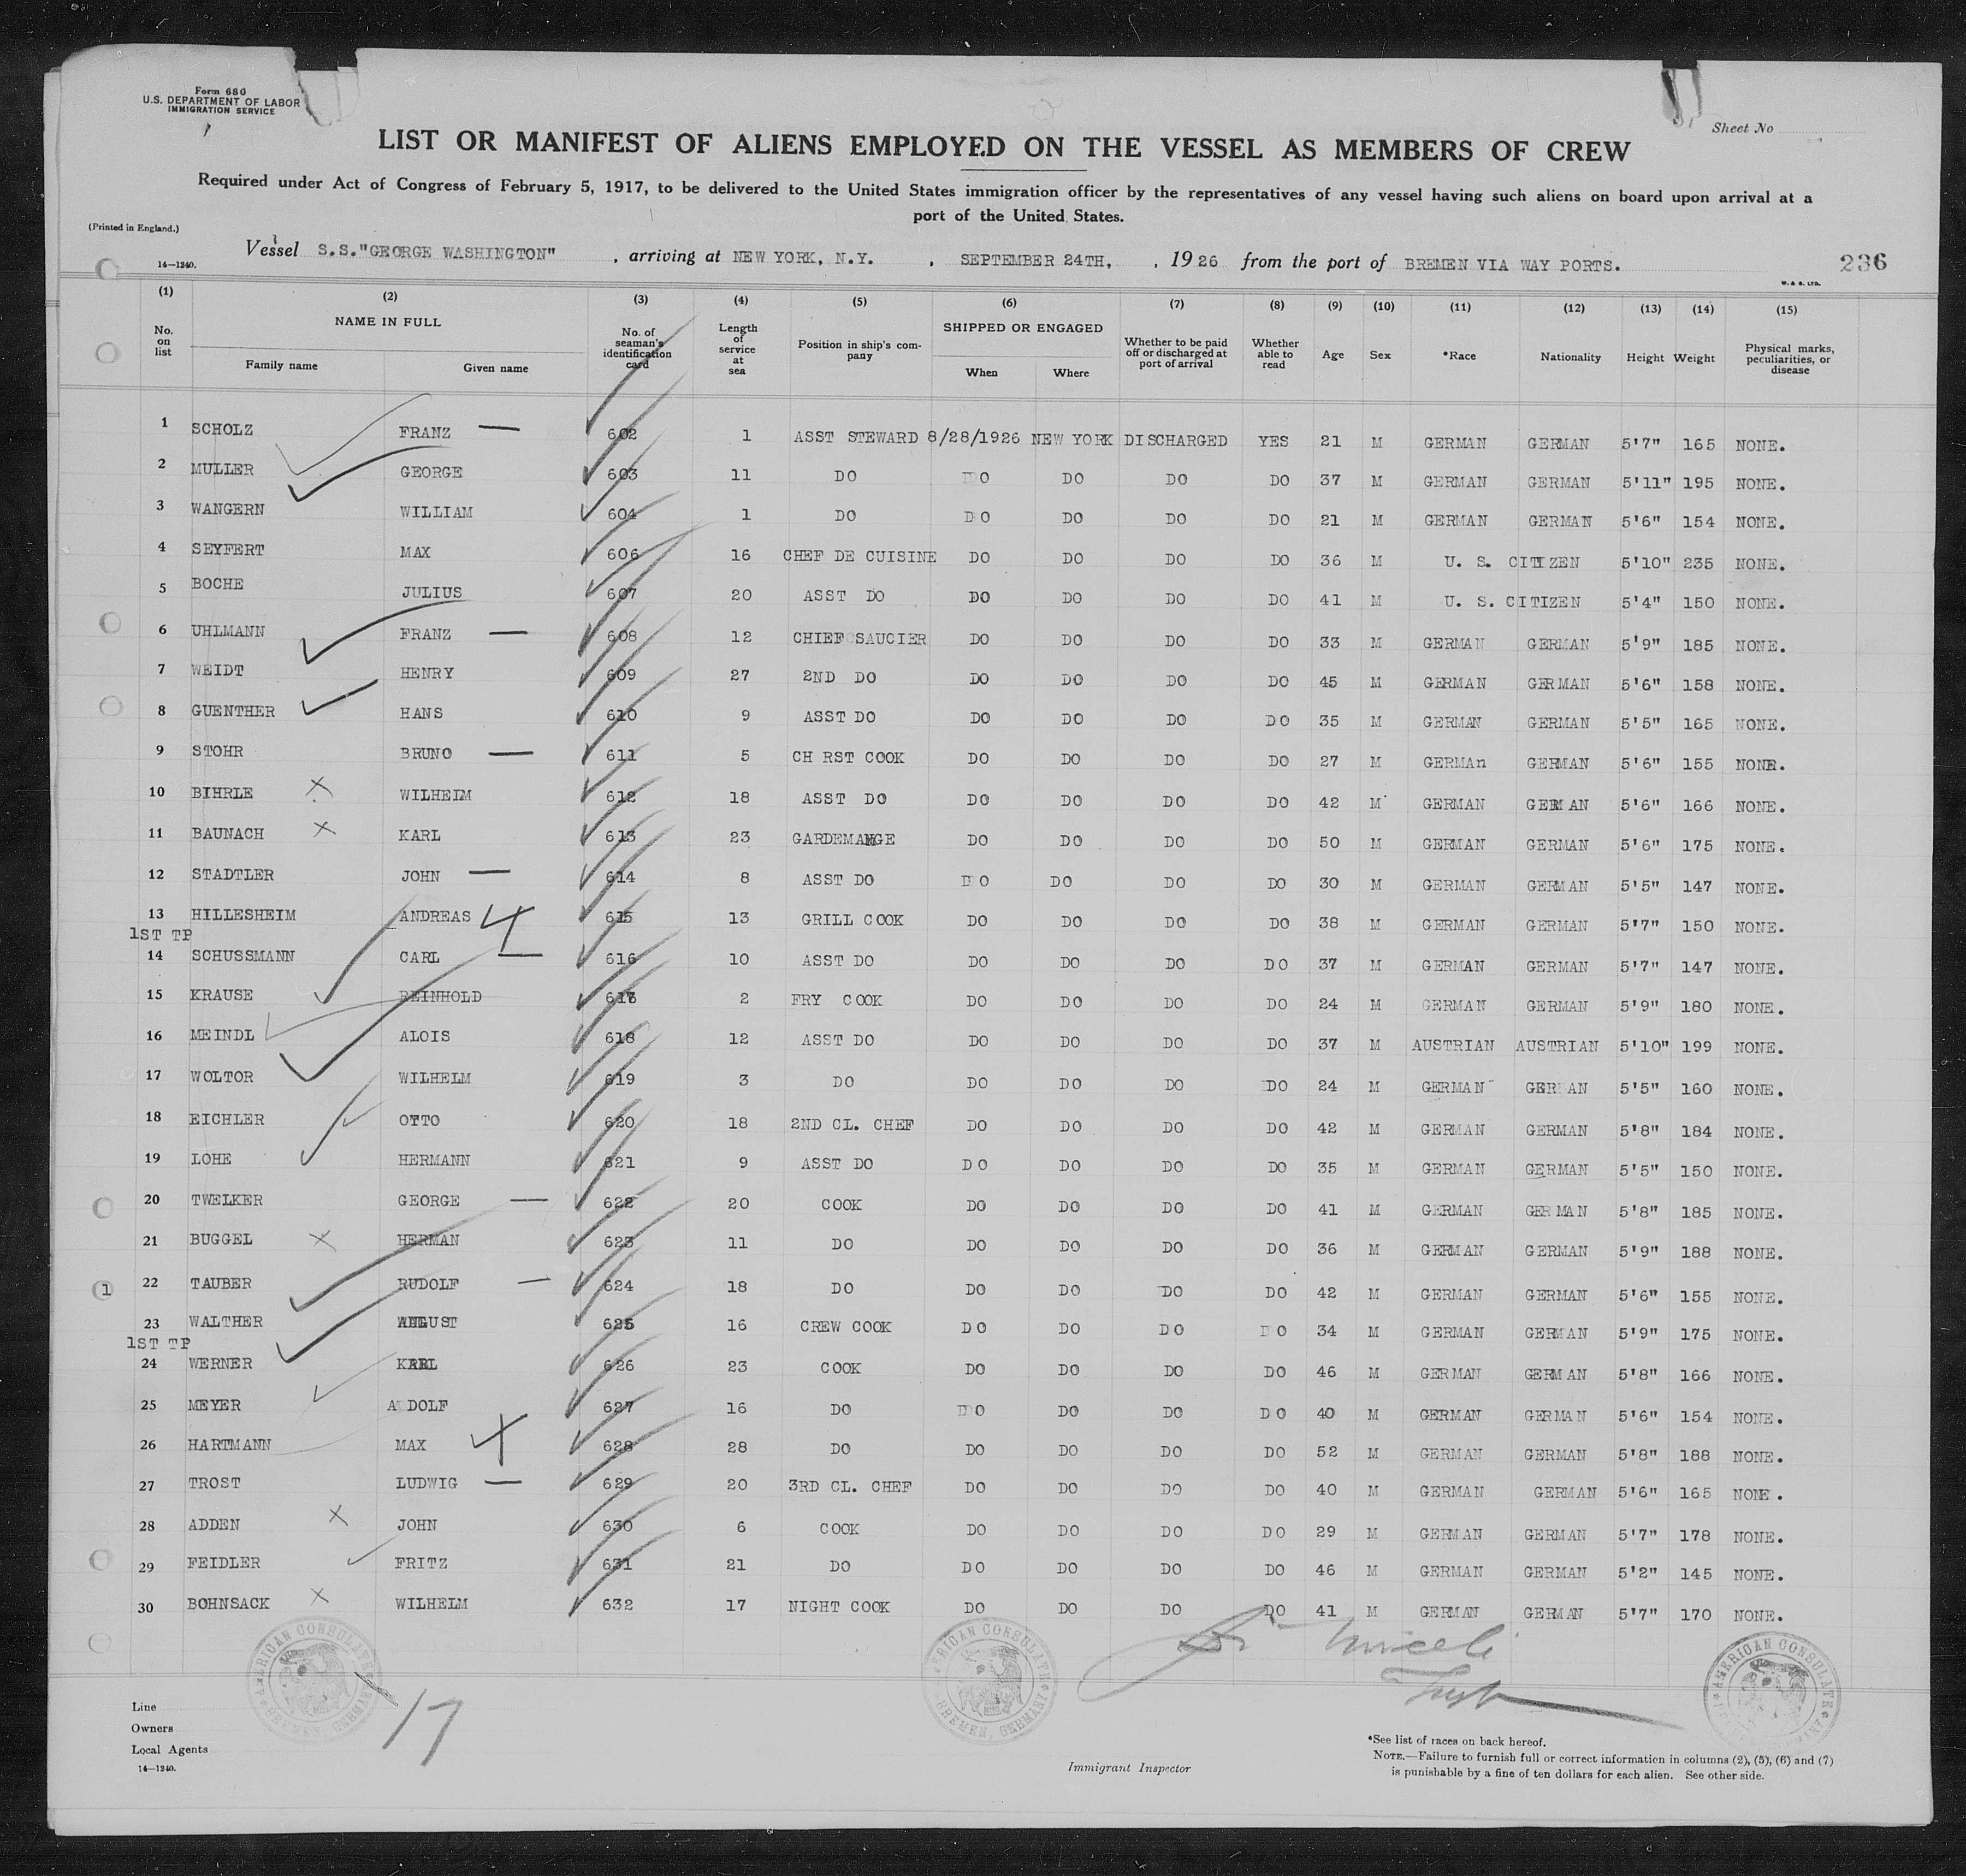 Form 680
U.S. DEPARTMENT OF LABOR
IMMIGRATION SERVICE
Sheet No
LIST OR MANIFEST OF ALIENS EMPLOYED ON THE VESSEL AS MEMBERS OF CREW
Required under Act of Congress of February 5, 1917, to be delivered to the United States immigration officer by the representatives of any vessel having such aliens on board upon arrival at a
port of the United States.
(Printed in England.)
Vessel S.S."GEORGE WASHINGTON" , arriving at NEW YORK, N.Y. , SEPTEMBER 24TH, , 1926 from the port of BREMEN VIA WAY PORTS. 236
14—1240.
W. & S. LTD.
(1) (2) (3) (4) (5) (6) (7) (8) (9) (10) (11) (12) (13) (14) (15)
No. on list NAME IN FULL Family name Given name No. of seaman's identification card Length of service at sea Position in ship's company SHIPPED OR ENGAGED When Where Whether to be paid off or discharged at port of arrival Whether able to read Age Sex *Race Nationality Height Weight Physical marks, peculiarities, or disease
1 SCHOLZ FRANZ — 602 1 ASST STEWARD 8/28/1926 NEW YORK DISCHARGED YES 21 M GERMAN GERMAN 5'7" 165 NONE.
2 MULLER GEORGE 603 11 DO DO DO DO DO 37 M GERMAN GERMAN 5'11" 195 NONE.
3 WANGERN WILLIAM 604 1 DO DO DO DO DO 21 M GERMAN GERMAN 5'6" 154 NONE.
4 SEYFERT MAX 606 16 CHEF DE CUISINE DO DO DO DO 36 M U. S. CITIZEN 5'10" 235 NONE.
5 BOCHE JULIUS 607 20 ASST DO DO DO DO DO 41 M U. S. CITIZEN 5'4" 150 NONE.
6 UHLMANN FRANZ — 608 12 CHIEF SAUCIER DO DO DO DO 33 M GERMAN GERMAN 5'9" 185 NONE.
7 WEIDT HENRY 609 27 2ND DO DO DO DO DO 45 M GERMAN GERMAN 5'6" 158 NONE.
8 GUENTHER HANS 610 9 ASST DO DO DO DO DO 35 M GERMAN GERMAN 5'5" 165 NONE.
9 STOHR BRUNO — 611 5 CH RST COOK DO DO DO DO 27 M GERMAn GERMAN 5'6" 155 NONE.
10 BIHRLE X WILHELM 612 18 ASST DO DO DO DO DO 42 M GERMAN GERMAN 5'6" 166 NONE.
11 BAUNACH X KARL 613 23 GARDEMANGE DO DO DO DO 50 M GERMAN GERMAN 5'6" 175 NONE.
12 STADTLER JOHN — 614 8 ASST DO DO DO DO DO 30 M GERMAN GERMAN 5'5" 147 NONE.
13 HILLESHEIM ANDREAS 615 13 GRILL COOK DO DO DO DO 38 M GERMAN GERMAN 5'7" 150 NONE.
1ST TP
14 SCHUSSMANN CARL — 616 10 ASST DO DO DO DO DO 37 M GERMAN GERMAN 5'7" 147 NONE.
15 KRAUSE REINHOLD 617 2 FRY COOK DO DO DO DO 24 M GERMAN GERMAN 5'9" 180 NONE.
16 MEINDL ALOIS 618 12 ASST DO DO DO DO DO 37 M AUSTRIAN AUSTRIAN 5'10" 199 NONE.
17 WOLTOR WILHELM 619 3 DO DO DO DO DO 24 M GERMAN GER AN 5'5" 160 NONE.
18 EICHLER OTTO 620 18 2ND CL. CHEF DO DO DO DO 42 M GERMAN GERMAN 5'8" 184 NONE.
19 LOHE HERMANN 621 9 ASST DO DO DO DO DO 35 M GERMAN GERMAN 5'5" 150 NONE.
20 TWELKER GEORGE — 622 20 COOK DO DO DO DO 41 M GERMAN GERMAN 5'8" 185 NONE.
21 BUGGEL X HERMAN 623 11 DO DO DO DO DO 36 M GERMAN GERMAN 5'9" 188 NONE.
1 22 TAUBER RUDOLF — 624 18 DO DO DO DO DO 42 M GERMAN GERMAN 5'6" 155 NONE.
23 WALTHER AUGUST 625 16 CREW COOK DO DO DO DO 34 M GERMAN GERMAN 5'9" 175 NONE.
1ST TP
24 WERNER KARL 626 23 COOK DO DO DO DO 46 M GERMAN GERMAN 5'8" 166 NONE.
25 MEYER A DOLF 627 16 DO DO DO DO DO 40 M GERMAN GERMAN 5'6" 154 NONE.
26 HARTMANN MAX X 628 28 DO DO DO DO DO 52 M GERMAN GERMAN 5'8" 188 NONE.
27 TROST LUDWIG — 629 20 3RD CL. CHEF DO DO DO DO 40 M GERMAN GERMAN 5'6" 165 NONE.
28 ADDEN X JOHN 630 6 COOK DO DO DO DO 29 M GERMAN GERMAN 5'7" 178 NONE.
29 FEIDLER FRITZ 631 21 DO DO DO DO DO 46 M GERMAN GERMAN 5'2" 145 NONE.
30 BOHNSACK X WILHELM 632 17 NIGHT COOK DO DO DO DO 41 M GERMAN GERMAN 5'7" 170 NONE.
AMERICAN CONSULATE BREMEN, GERMANY
AMERICAN CONSULATE BREMEN, GERMANY
AMERICAN CONSULATE
17
Line
Owners
Local Agents
14—1240.
Immigrant Inspector
*See list of races on back hereof.
NOTE.—Failure to furnish full or correct information in columns (2), (5), (6) and (7)
is punishable by a fine of ten dollars for each alien. See other side.